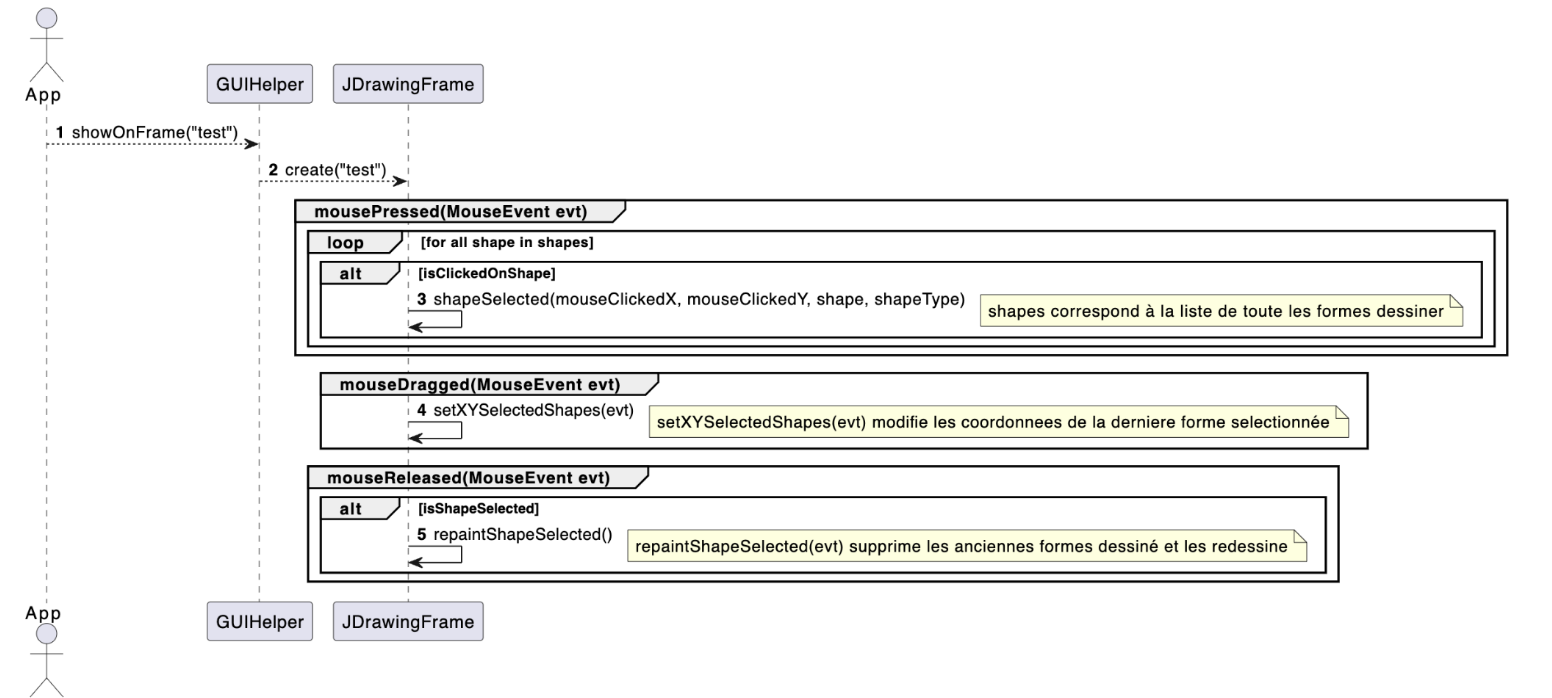 App
GUIHelper
JDrawingFrame
1 showOnFrame("test")
2 create("test")
mousePressed(MouseEvent evt)
loop [for all shape in shapes]
alt [isClickedOnShape]
3 shapeSelected(mouseClickedX, mouseClickedY, shape, shapeType)
shapes correspond à la liste de toute les formes dessiner
mouseDragged(MouseEvent evt)
4 setXYSelectedShapes(evt)
setXYSelectedShapes(evt) modifie les coordonnees de la derniere forme selectionnée
mouseReleased(MouseEvent evt)
alt [isShapeSelected]
5 repaintShapeSelected()
repaintShapeSelected(evt) supprime les anciennes formes dessiné et les redessine
App
GUIHelper
JDrawingFrame